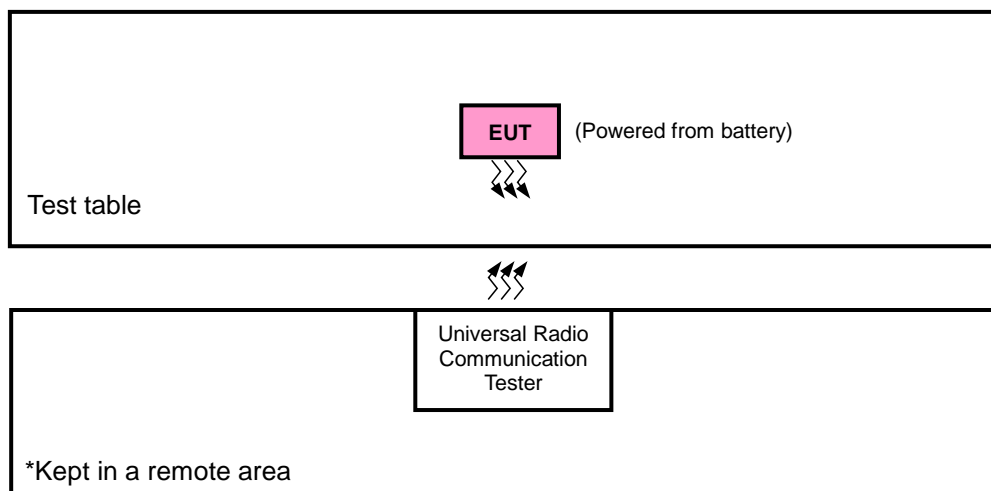 EUT
(Powered from battery)
Test table
Universal Radio
Communication
Tester
*Kept in a remote area